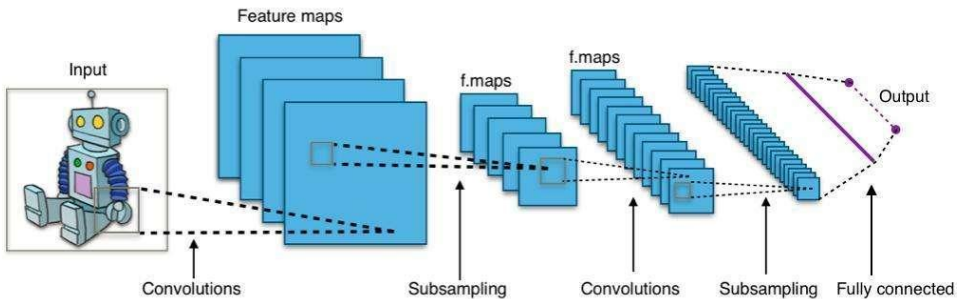 Feature maps
Input
f.maps
f.maps
Output
Convolutions
Subsampling
Convolutions
Subsampling
Fully connected